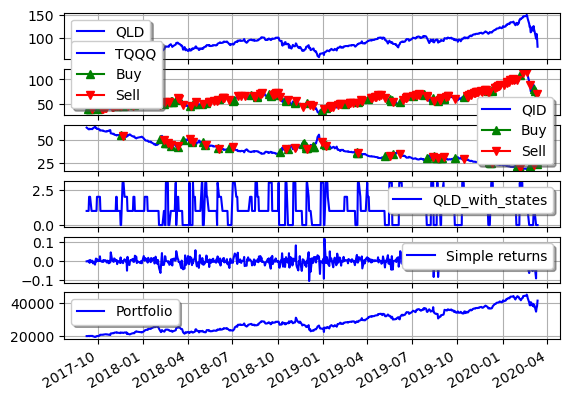 150
100
QLD
TQQQ
Buy
Sell
100
50
QID
Buy
Sell
50
25
2.5
0.0
QLD_with_states
0.1
0.0
−0.1
Simple returns
40000
20000
Portfolio
2017-10
2018-01
2018-04
2018-07
2018-10
2019-01
2019-04
2019-07
2019-10
2020-01
2020-04